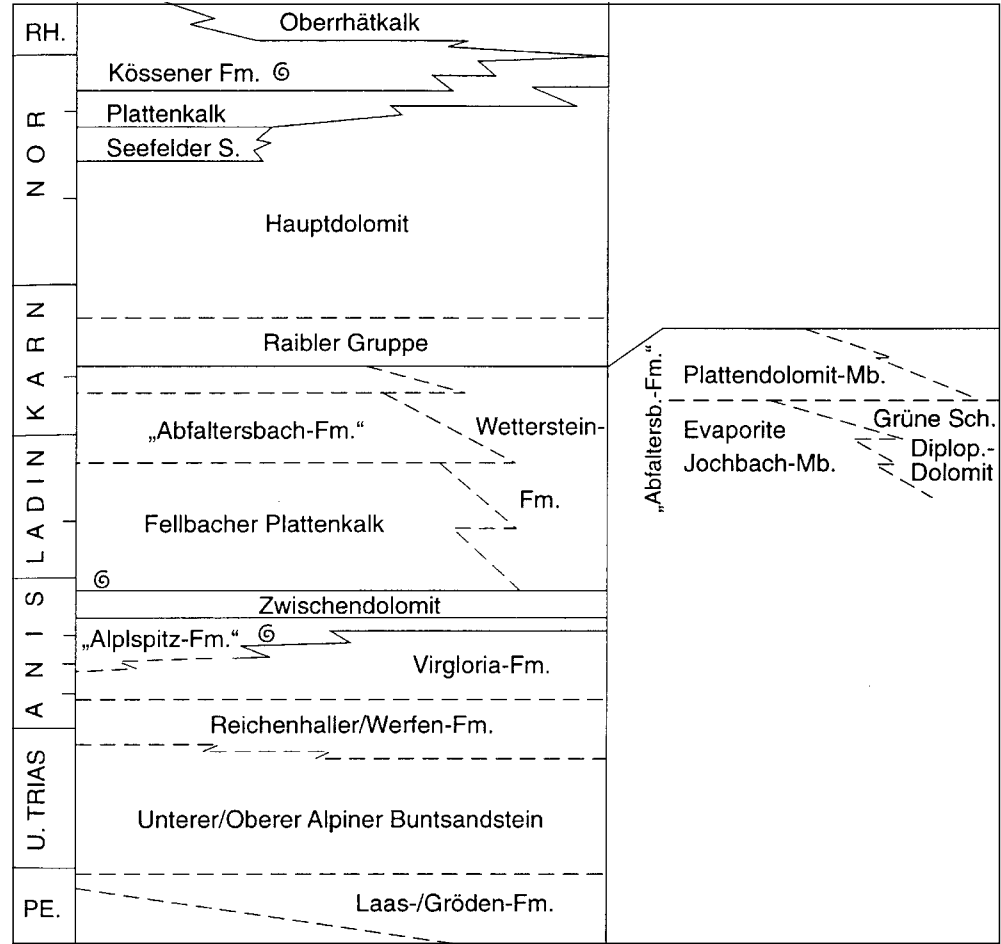 RH.
NOR
KARN
LADIN
ANIS
U. TRIAS
PE.
Oberrhätkalk
Kössener Fm.
Plattenkalk
Seefelder S.
Hauptdolomit
Raibler Gruppe
„Abfaltersbach-Fm.“
Wetterstein-
Fm.
Fellbacher Plattenkalk
Zwischendolomit
„Alplspitz-Fm.“
Virgloria-Fm.
Reichenhaller/Werfen-Fm.
Unterer/Oberer Alpiner Buntsandstein
Laas-/Gröden-Fm.
„Abfaltersb.-Fm.“
Plattendolomit-Mb.
Grüne Sch.
Evaporite
Jochbach-Mb.
Diplop.-
Dolomit